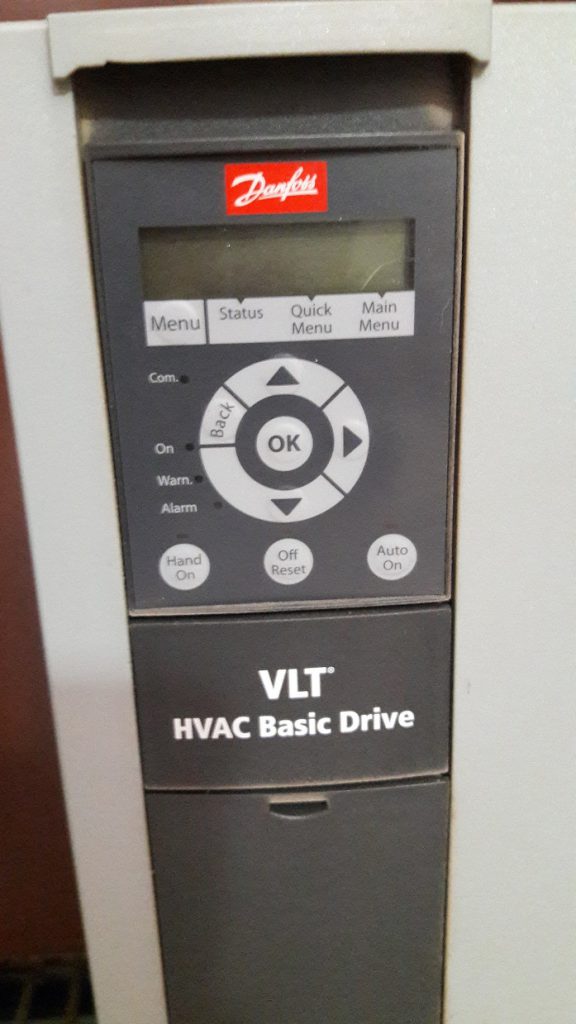 Danfoss
Menu
Status
Quick
Menu
Main
Menu
Com.
Back
OK
On
Warn.
Alarm
Hand
On
Off
Reset
Auto
On
VLT®
HVAC Basic Drive